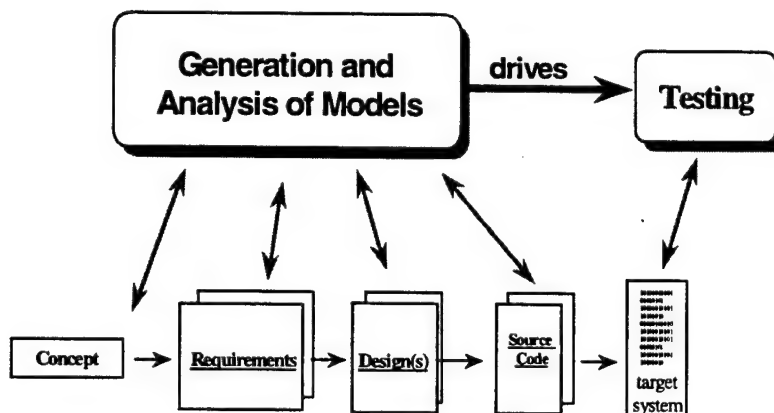 Generation and
Analysis of Models
drives
Testing
Concept
Requirements
Design(s)
Source
Code
target
system